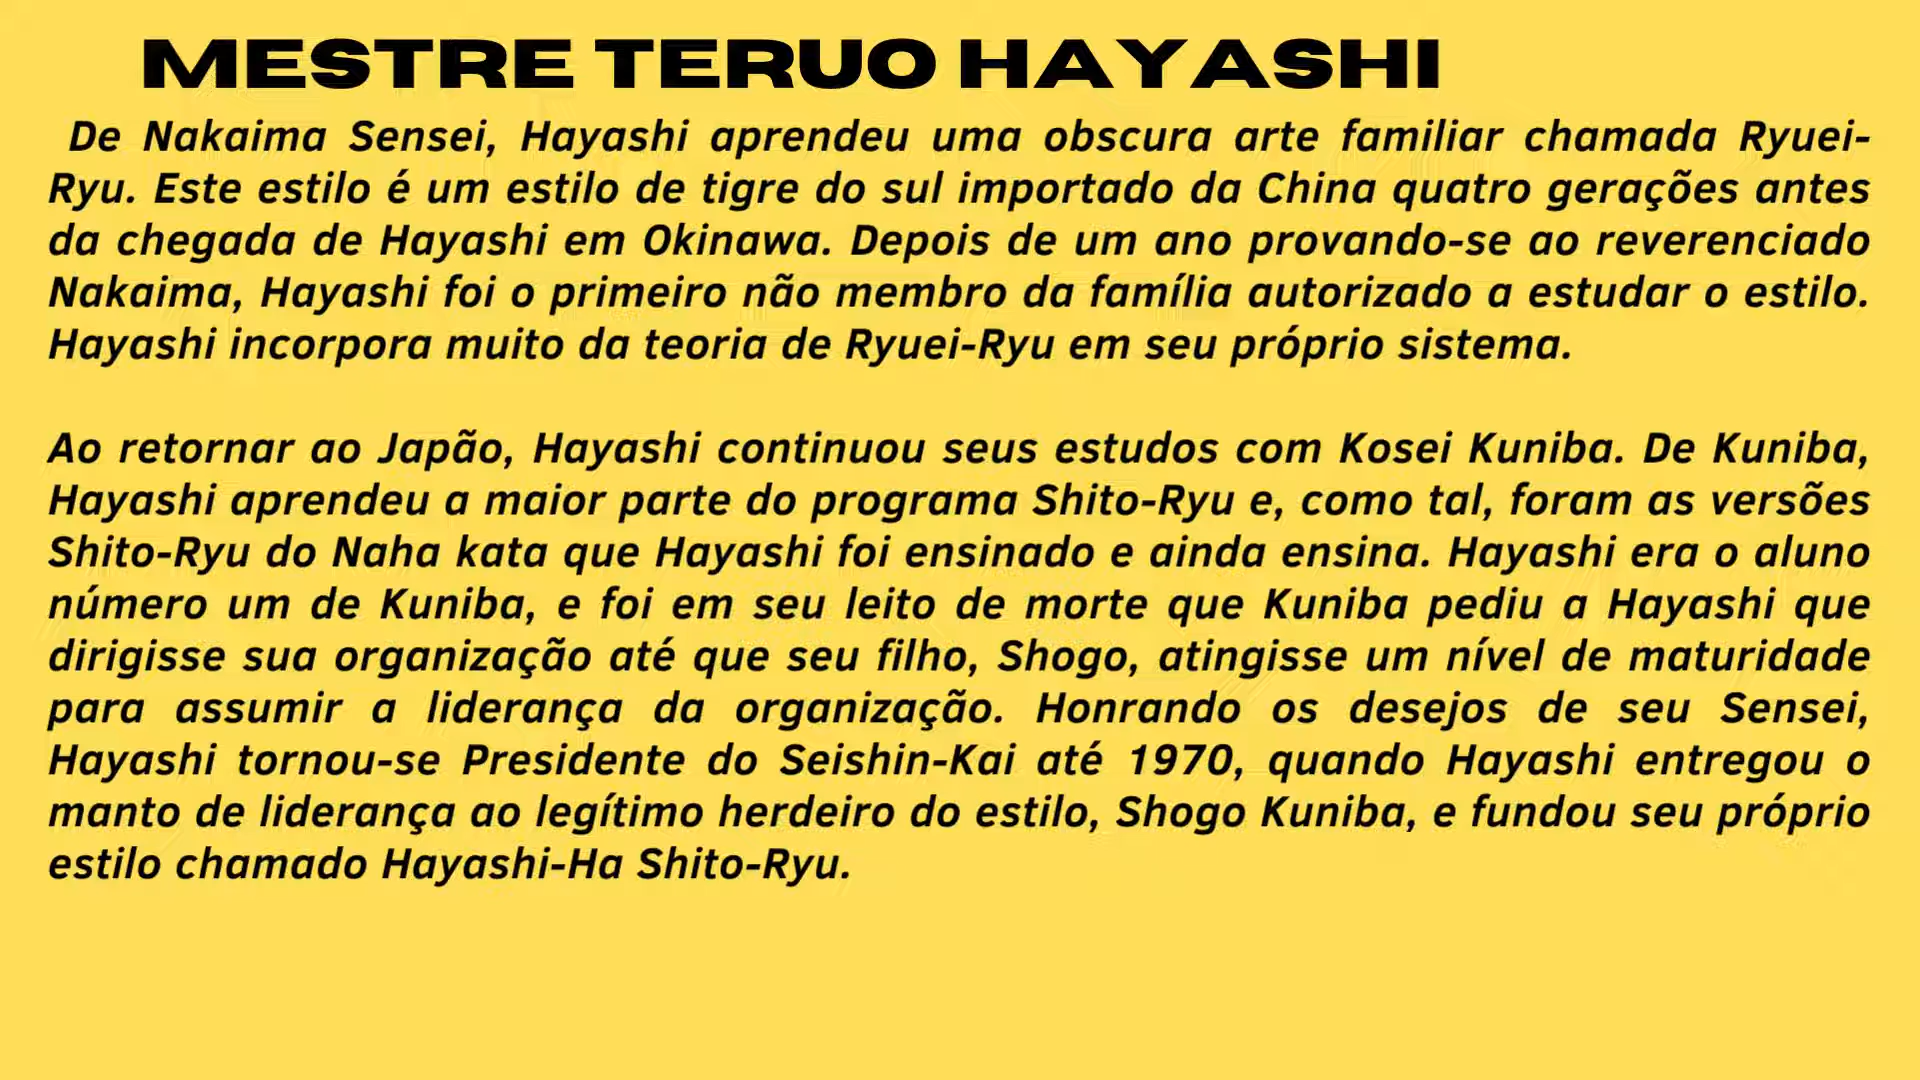 MESTRE TERUO HAYASHI
De Nakaima Sensei, Hayashi aprendeu uma obscura arte familiar chamada Ryuei-
Ryu. Este estilo é um estilo de tigre do sul importado da China quatro gerações antes
da chegada de Hayashi em Okinawa. Depois de um ano provando-se ao reverenciado
Nakaima, Hayashi foi o primeiro não membro da família autorizado a estudar o estilo.
Hayashi incorpora muito da teoria de Ryuei-Ryu em seu próprio sistema.
Ao retornar ao Japão, Hayashi continuou seus estudos com Kosei Kuniba. De Kuniba,
Hayashi aprendeu a maior parte do programa Shito-Ryu e, como tal, foram as versões
Shito-Ryu do Naha kata que Hayashi foi ensinado e ainda ensina. Hayashi era o aluno
número um de Kuniba, e foi em seu leito de morte que Kuniba pediu a Hayashi que
dirigisse sua organização até que seu filho, Shogo, atingisse um nível de maturidade
para assumir a liderança da organização. Honrando os desejos de seu Sensei,
Hayashi tornou-se Presidente do Seishin-Kai até 1970, quando Hayashi entregou o
manto de liderança ao legítimo herdeiro do estilo, Shogo Kuniba, e fundou seu próprio
estilo chamado Hayashi-Ha Shito-Ryu.